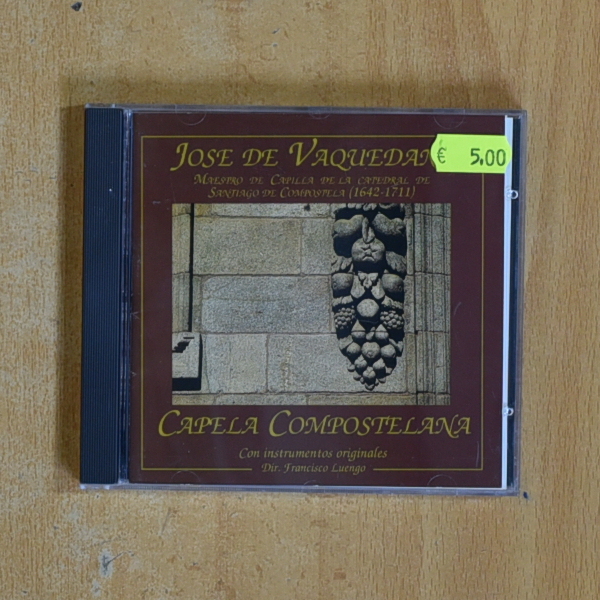 JOSE DE VAQUEDAN
€ 5.00
MAESTRO DE CAPILLA DE LA CATEDRAL DE
SANTIAGO DE COMPOSTELA (1642-1711)
CAPELA COMPOSTELANA
Con instrumentos originales
Dir. Francisco Luengo